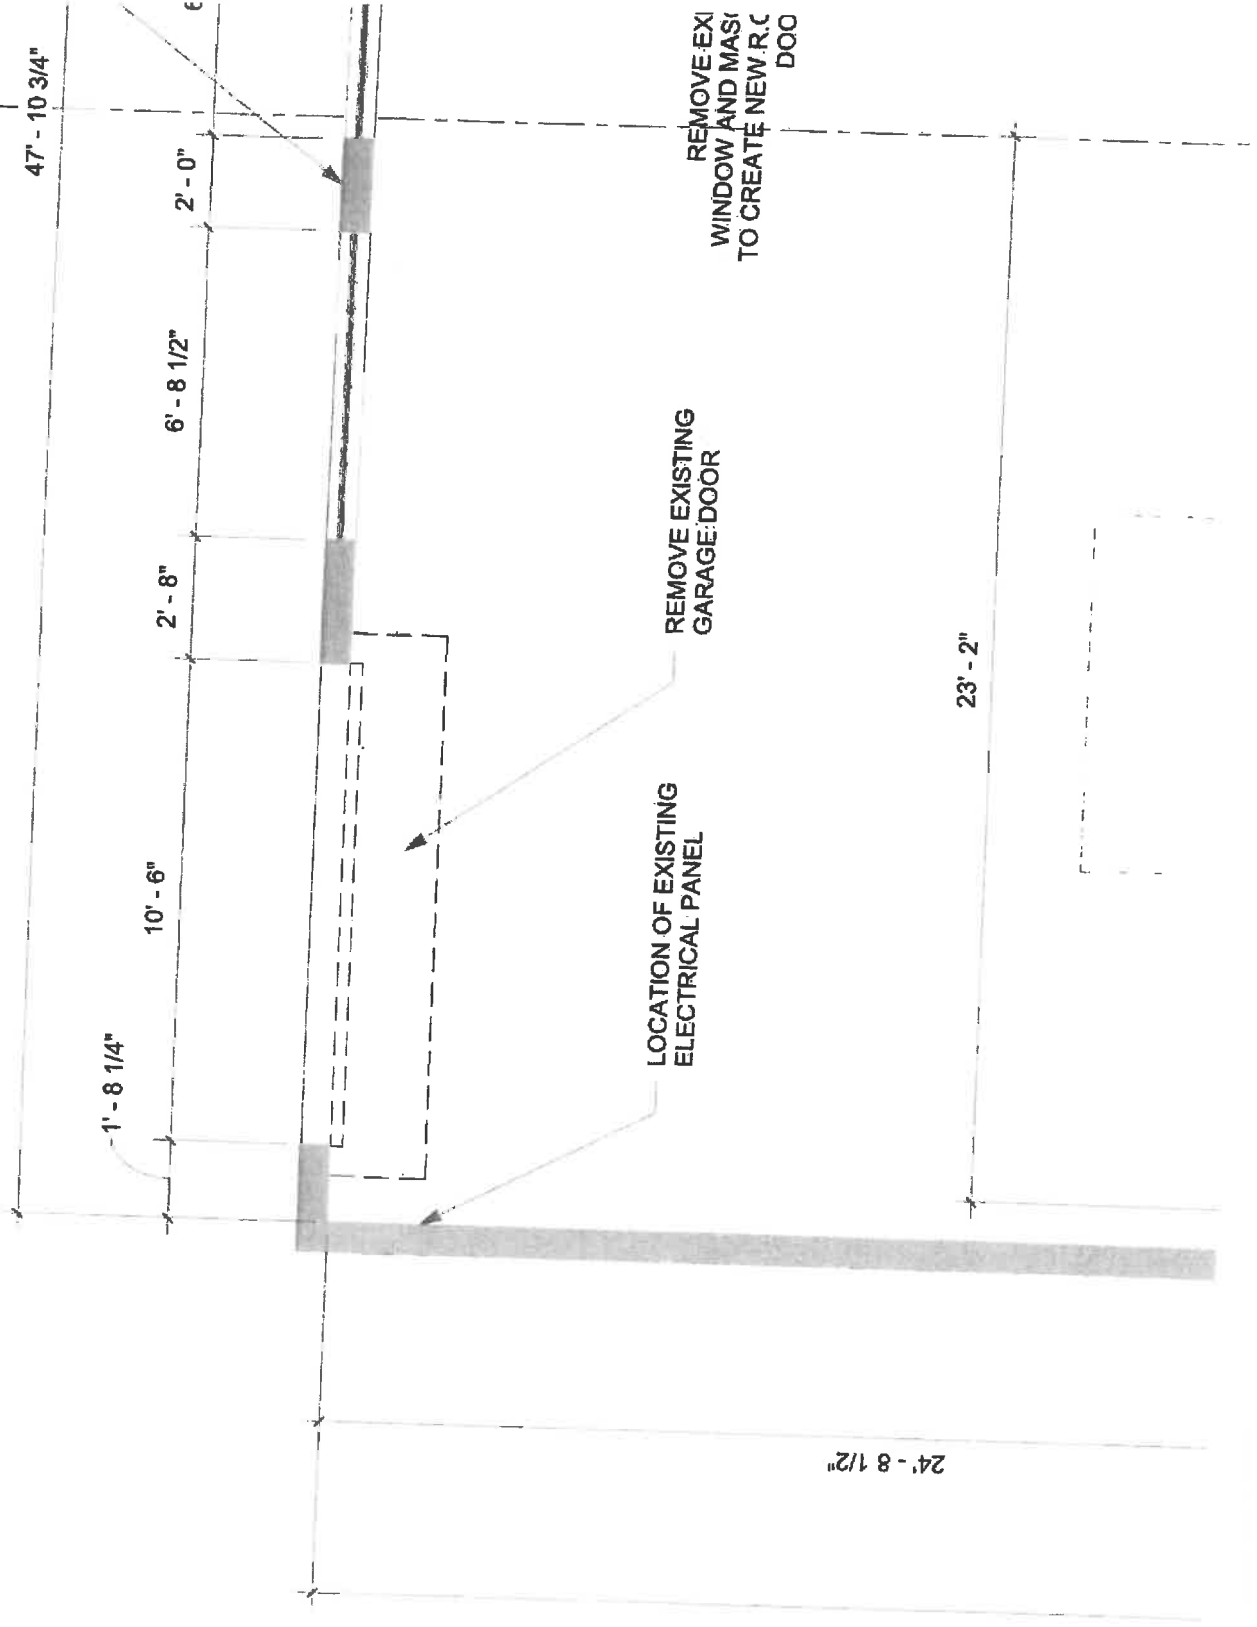 47' - 10 3/4"
2' - 0"
6' - 8 1/2"
2' - 8"
10' - 6"
1' - 8 1/4"
REMOVE EXI
WINDOW AND MAS
TO CREATE NEW R.
DOO
REMOVE EXISTING
GARAGE DOOR
LOCATION OF EXISTING
ELECTRICAL PANEL
23' - 2"
24' - 8 1/2"